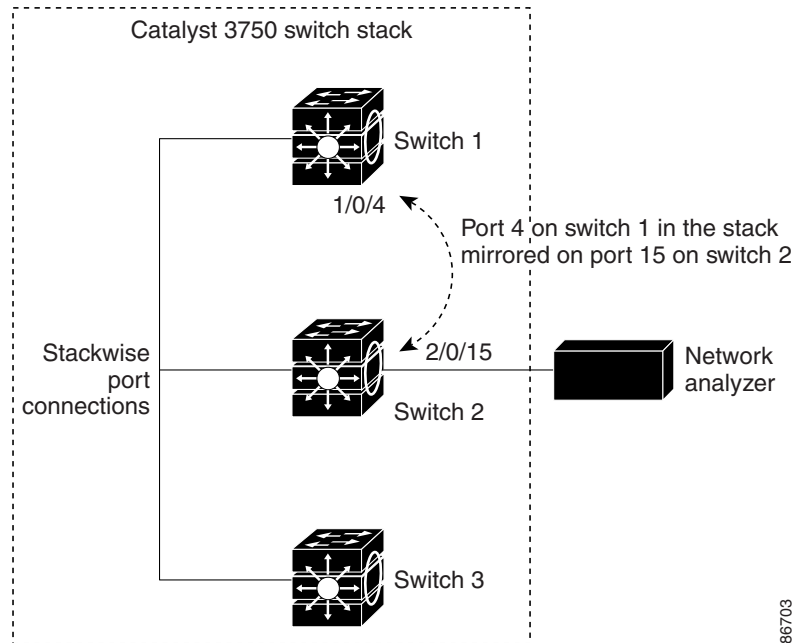 Catalyst 3750 switch stack
Switch 1
1/0/4
Port 4 on switch 1 in the stack
mirrored on port 15 on switch 2
Stackwise
port
connections
2/0/15
Switch 2
Network
analyzer
Switch 3
86703